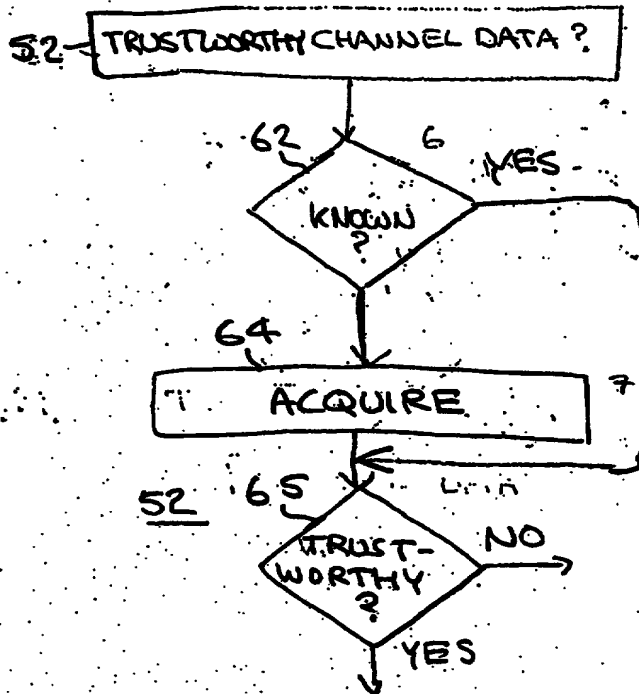 52 TRUSTWORTHY CHANNEL DATA ?
62
6
YES
KNOWN
?
64
ACQUIRE
7
52
65
TRUST-
WORTHY
?
NO
YES